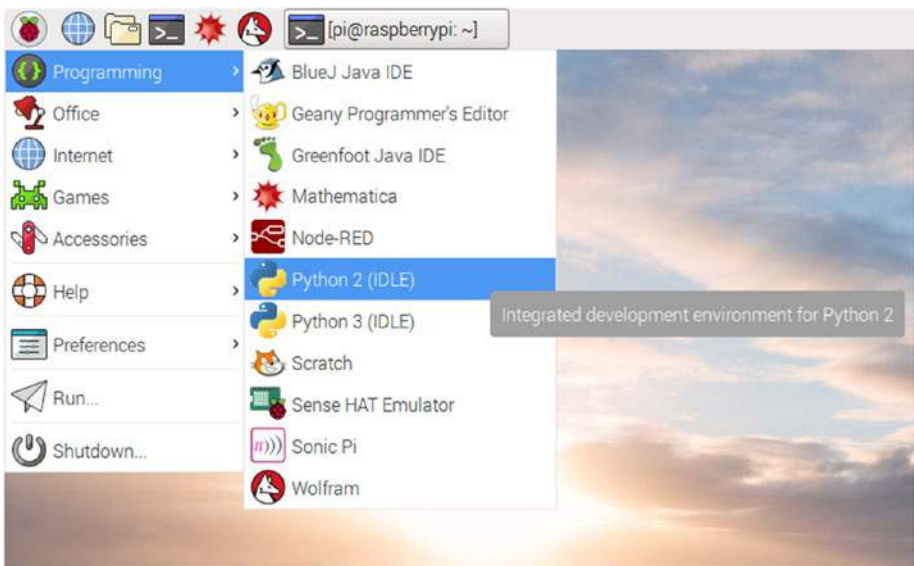 [pi@raspberrypi: ~]
Programming
Office
Internet
Games
Accessories
Help
Preferences
Run...
Shutdown...
BlueJ Java IDE
Geany Programmer's Editor
Greenfoot Java IDE
Mathematica
Node-RED
Python 2 (IDLE)
Python 3 (IDLE)
Scratch
Sense HAT Emulator
Sonic Pi
Wolfram
Integrated development environment for Python 2